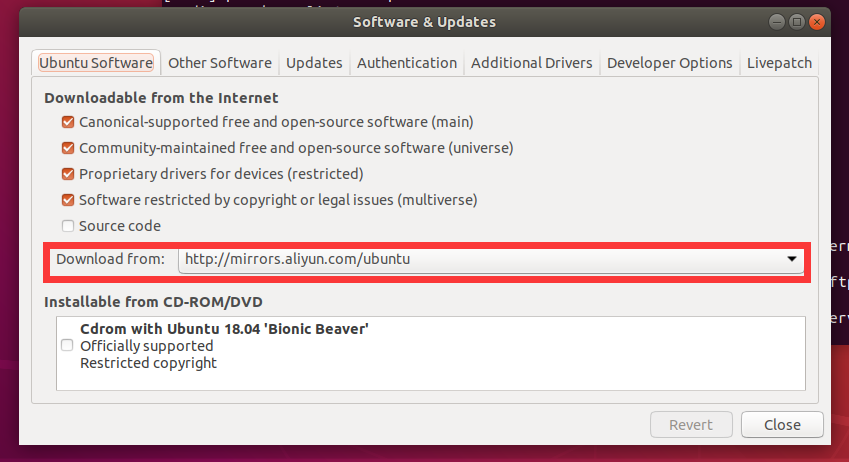 Software & Updates
Ubuntu Software Other Software Updates Authentication Additional Drivers Developer Options Livepatch
Downloadable from the Internet
Canonical-supported free and open-source software (main)
Community-maintained free and open-source software (universe)
Proprietary drivers for devices (restricted)
Software restricted by copyright or legal issues (multiverse)
Source code
Download from: http://mirrors.aliyun.com/ubuntu
Installable from CD-ROM/DVD
Cdrom with Ubuntu 18.04 'Bionic Beaver'
Officially supported
Restricted copyright
Revert Close